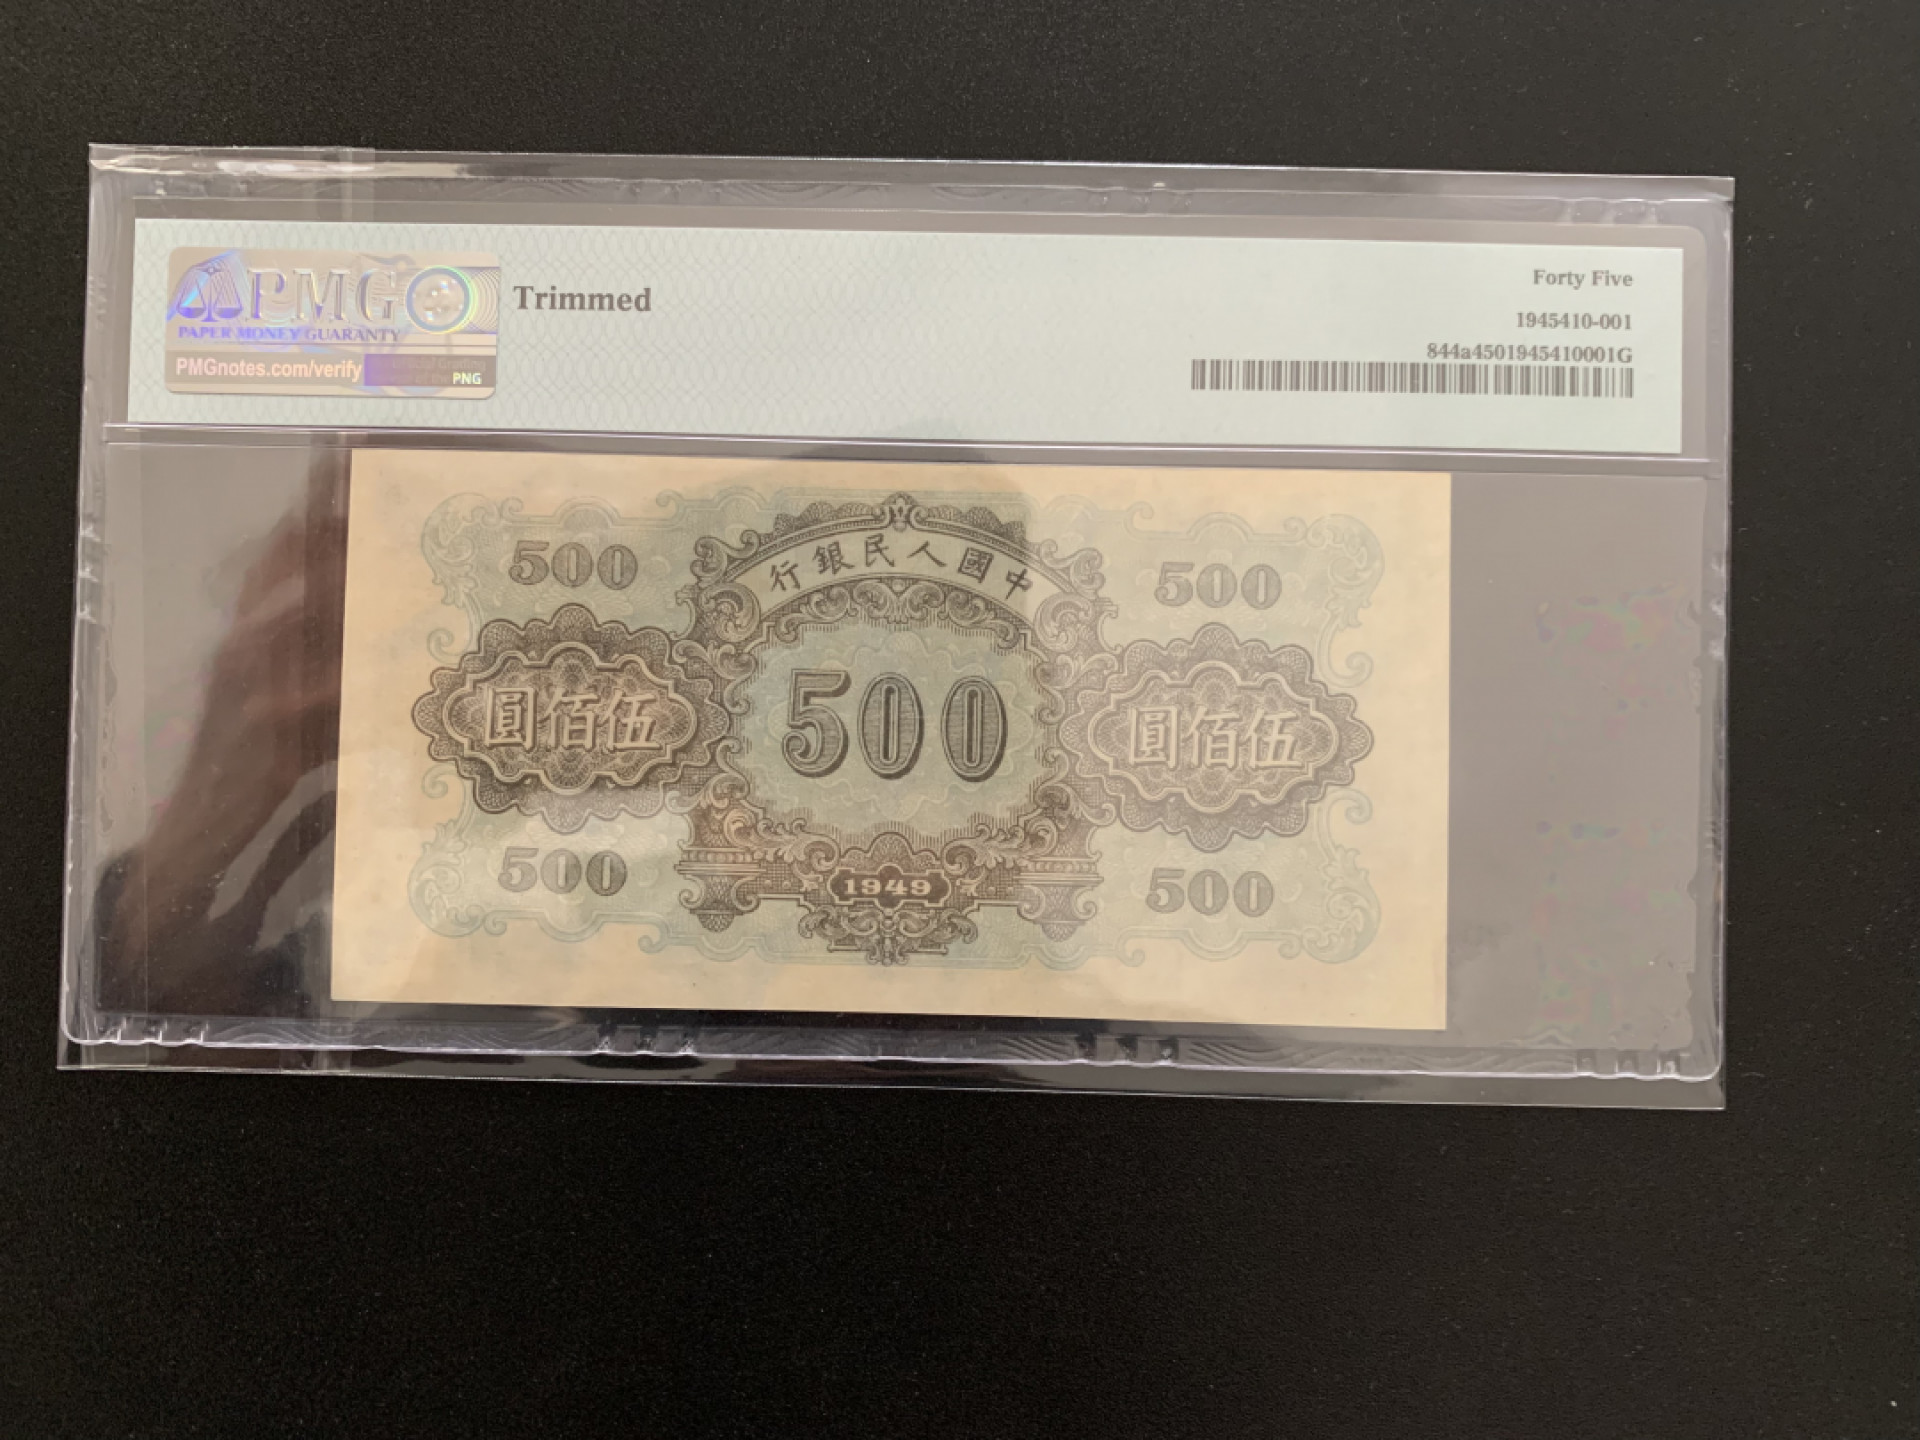 PMG
PAPER MONEY GUARANTY
PMGnotes.com/verify
PNG
Trimmed
Forty Five
1945410-001
844a4501945410001G
行銀民人國中
500
500
圓佰伍
500
圓佰伍
500
500
1949